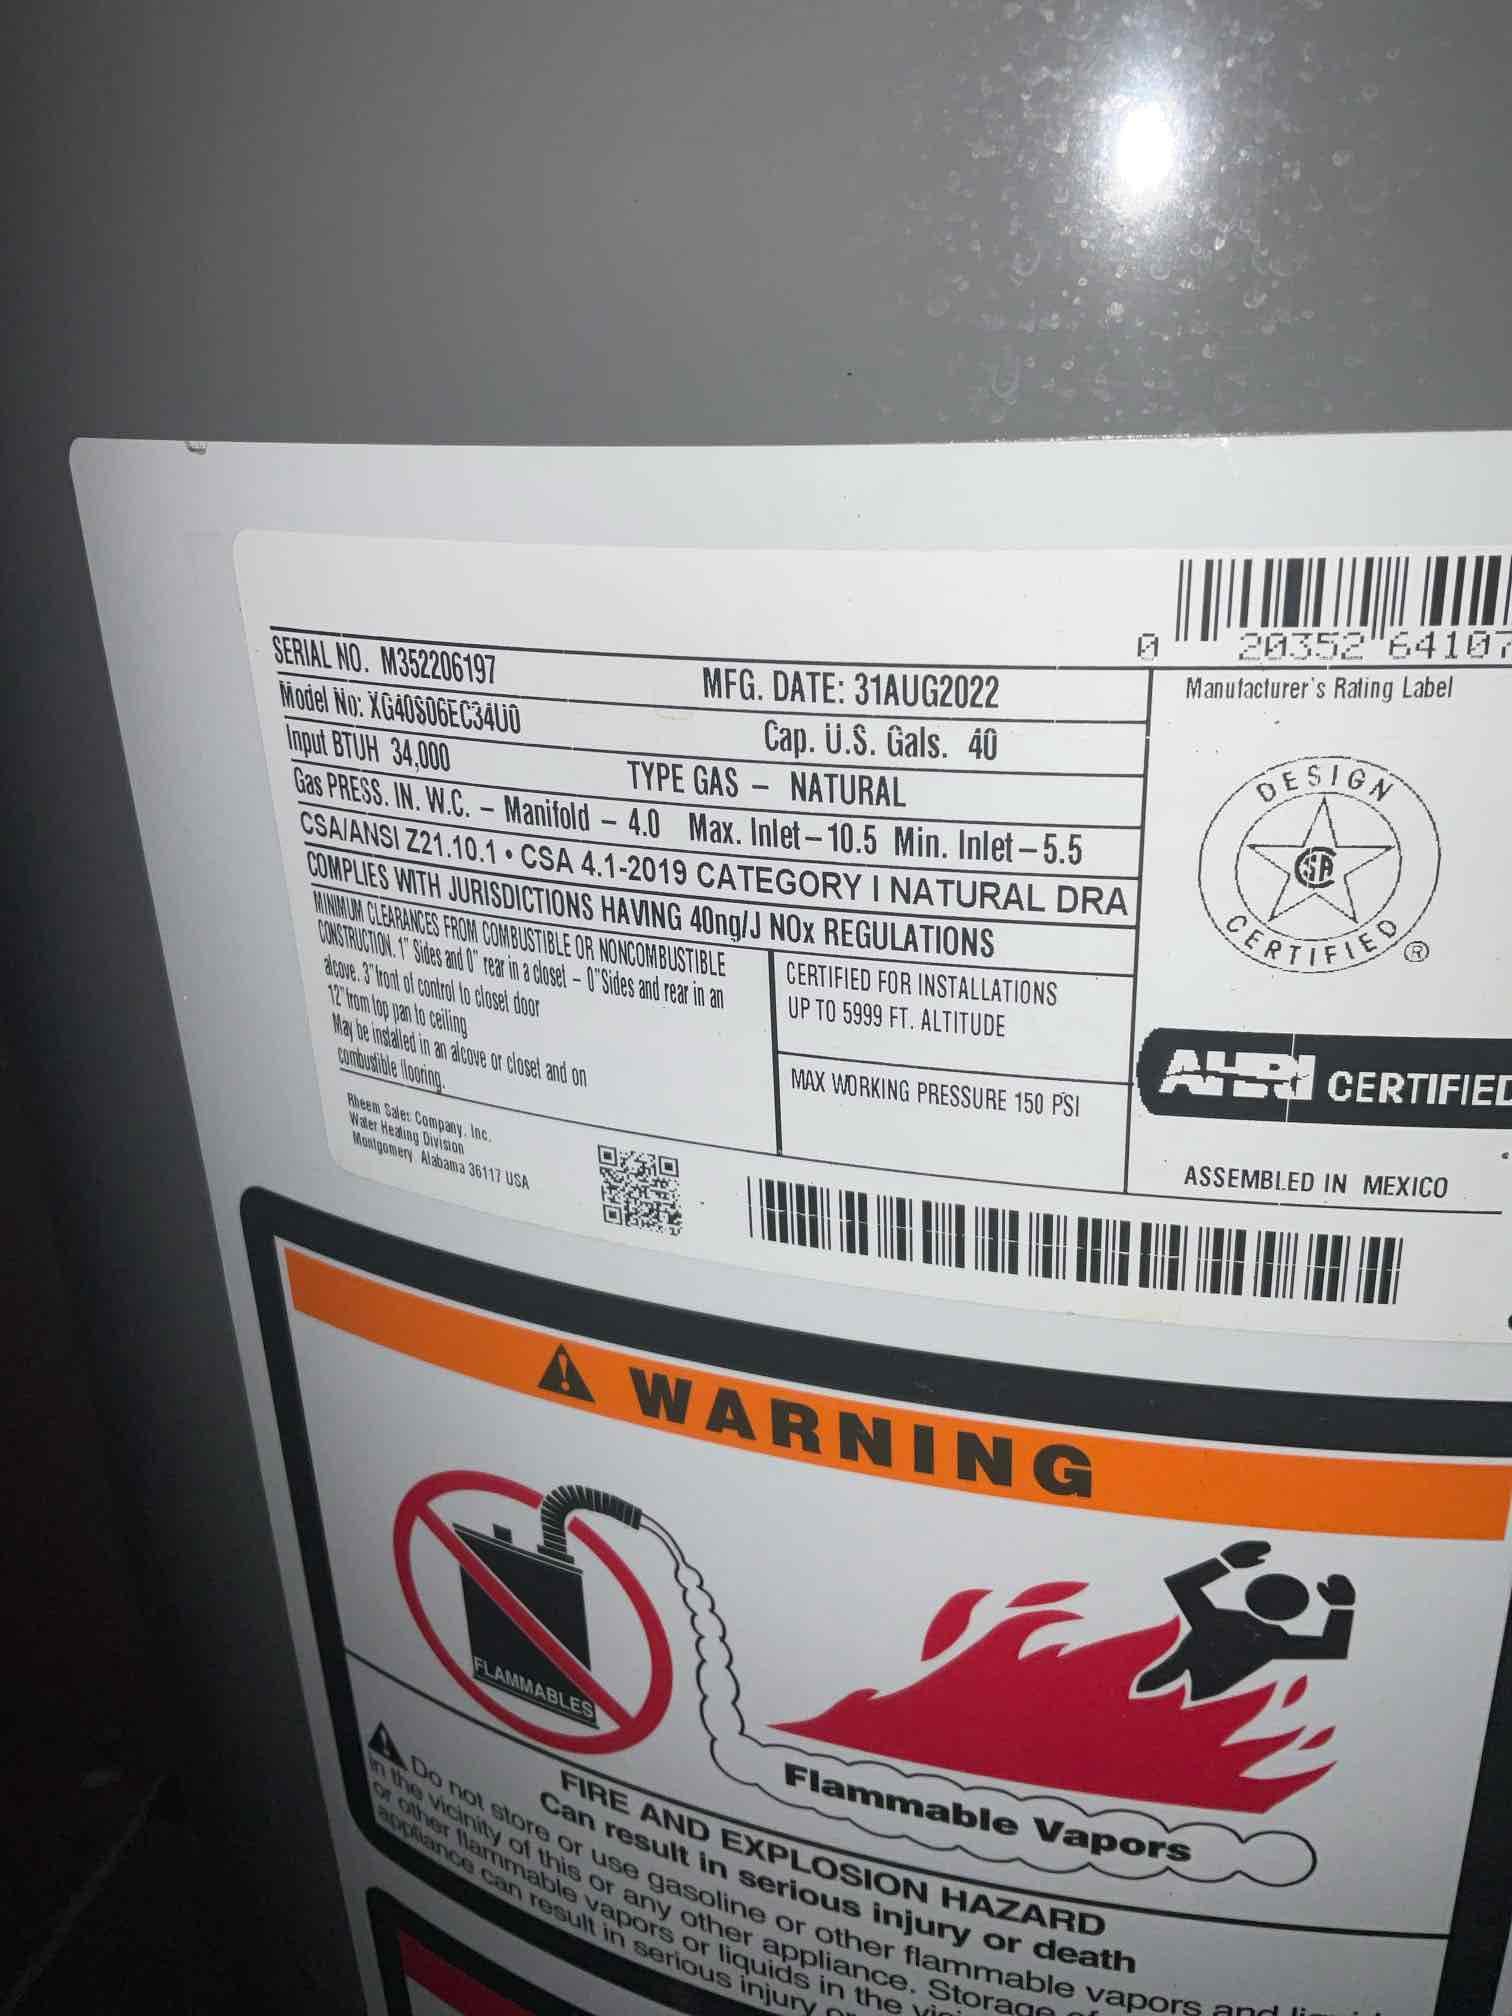 0 20352 64107
Manufacturer's Rating Label
SERIAL NO. M352206197 MFG. DATE: 31AUG2022
Model No: XG40S06EC34U0 Cap. U.S. Gals. 40
Input BTUH 34,000 TYPE GAS – NATURAL
Gas PRESS. IN. W.C. – Manifold – 4.0 Max. Inlet – 10.5 Min. Inlet – 5.5
CSA/ANSI Z21.10.1 • CSA 4.1-2019 CATEGORY I NATURAL DRA
COMPLIES WITH JURISDICTIONS HAVING 40ng/J NOx REGULATIONS
MINIMUM CLEARANCES FROM COMBUSTIBLE OR NONCOMBUSTIBLE
CONSTRUCTION. 1" Sides and 0" rear in a closet – 0" Sides and rear in an
alcove. 3" front of control to closet door
12" from top pan to ceiling
May be installed in an alcove or closet and on
combustible flooring.
CERTIFIED FOR INSTALLATIONS
UP TO 5999 FT. ALTITUDE
MAX WORKING PRESSURE 150 PSI
DESIGN
CSA
CERTIFIED ®
AHRI CERTIFIED
ASSEMBLED IN MEXICO
Rheem Sales Company, Inc.
Water Heating Division
Montgomery Alabama 36117 USA
WARNING
FLAMMABLES
Flammable Vapors
FIRE AND EXPLOSION HAZARD
Can result in serious injury or death
Do not store or use gasoline or other flammable vapors and
in the vicinity of this or any other appliance. Storage
or other flammable vapors or liquids in the
appliance can result in serious injury or